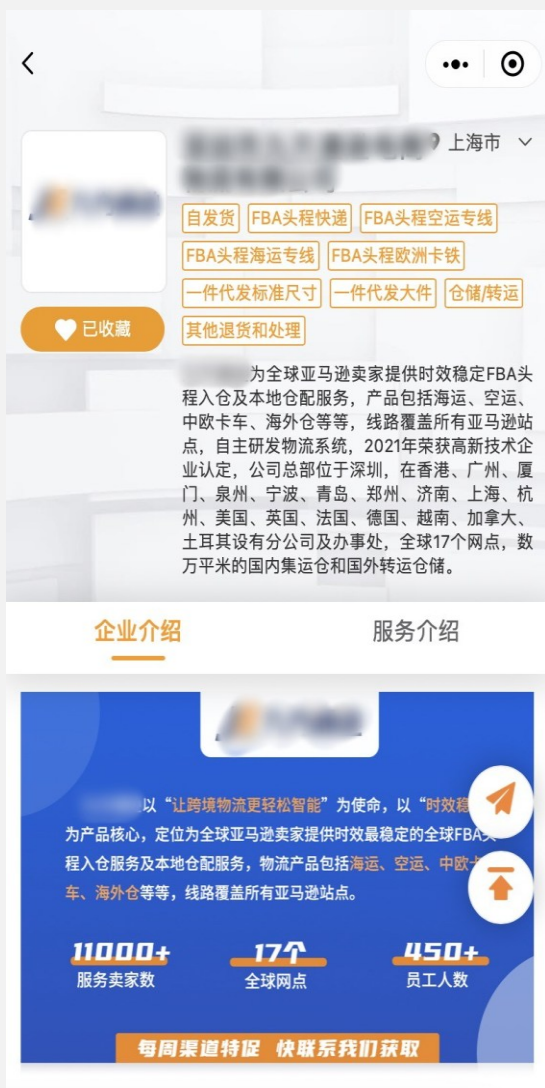 上海市
自发货 FBA头程快递 FBA头程空运专线
FBA头程海运专线 FBA头程欧洲卡铁
一件代发标准尺寸 一件代发大件 仓储/转运
已收藏 其他退货和处理
为全球亚马逊卖家提供时效稳定FBA头
程入仓及本地仓配服务，产品包括海运、空运、
中欧卡车、海外仓等等，线路覆盖所有亚马逊站
点，自主研发物流系统，2021年荣获高新技术企
业认定，公司总部位于深圳，在香港、广州、厦
门、泉州、宁波、青岛、郑州、济南、上海、杭
州、美国、英国、法国、德国、越南、加拿大、
土耳其设有分公司及办事处，全球17个网点，数
万平米的国内集运仓和国外转运仓储。
企业介绍 服务介绍
以“让跨境物流更轻松智能”为使命，以“时效稳
为产品核心，定位为全球亚马逊卖家提供时效最稳定的全球FBA头
程入仓服务及本地仓配服务，物流产品包括海运、空运、中欧卡
车、海外仓等等，线路覆盖所有亚马逊站点。
11000+ 17个 450+
服务卖家数 全球网点 员工人数
每周渠道特促 快联系我们获取